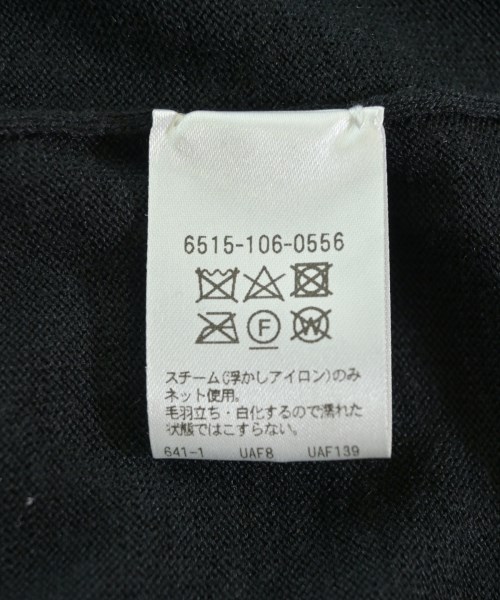 6515-106-0556
F W
スチーム(浮かしアイロン)のみ
ネット使用。
毛羽立ち・白化するので濡れた
状態ではこすらない。
641-1 UAF8 UAF139